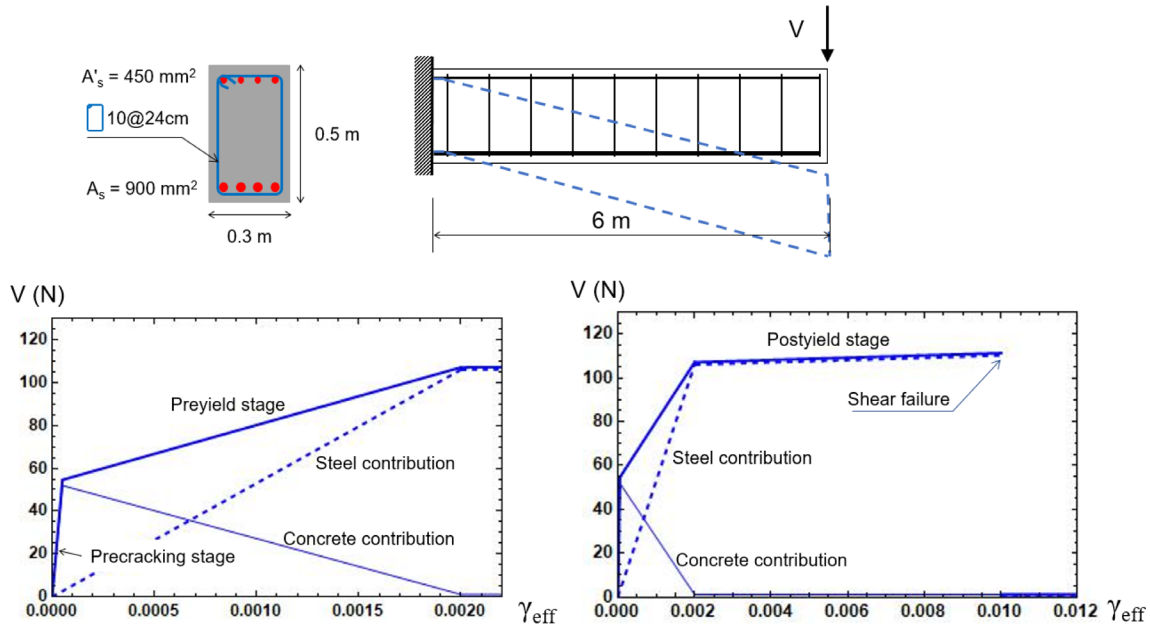 V
A's = 450 mm2
10@24cm
0.5 m
As = 900 mm2
6 m
0.3 m
V (N)
120
100
80
60
40
20
0
Preyield stage
Steel contribution
Concrete contribution
Precracking stage
0.0000 0.0005 0.0010 0.0015 0.0020 γeff
V (N)
120
100
80
60
40
20
0
Postyield stage
Shear failure
Steel contribution
Concrete contribution
0.000 0.002 0.004 0.006 0.008 0.010 0.012 γeff